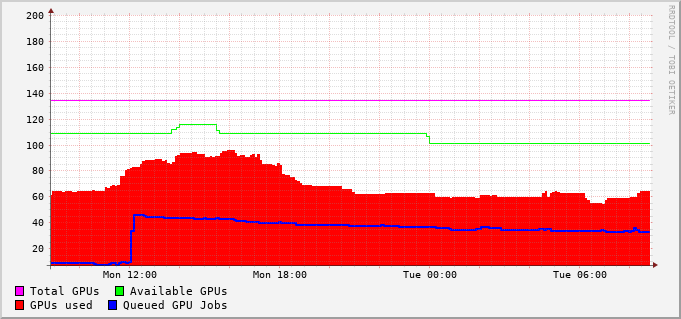 200
180
160
140
120
100
80
60
40
20
Mon 12:00 Mon 18:00 Tue 00:00 Tue 06:00
Total GPUs Available GPUs
GPUs used Queued GPU Jobs
RRDTOOL / TOBI OETIKER